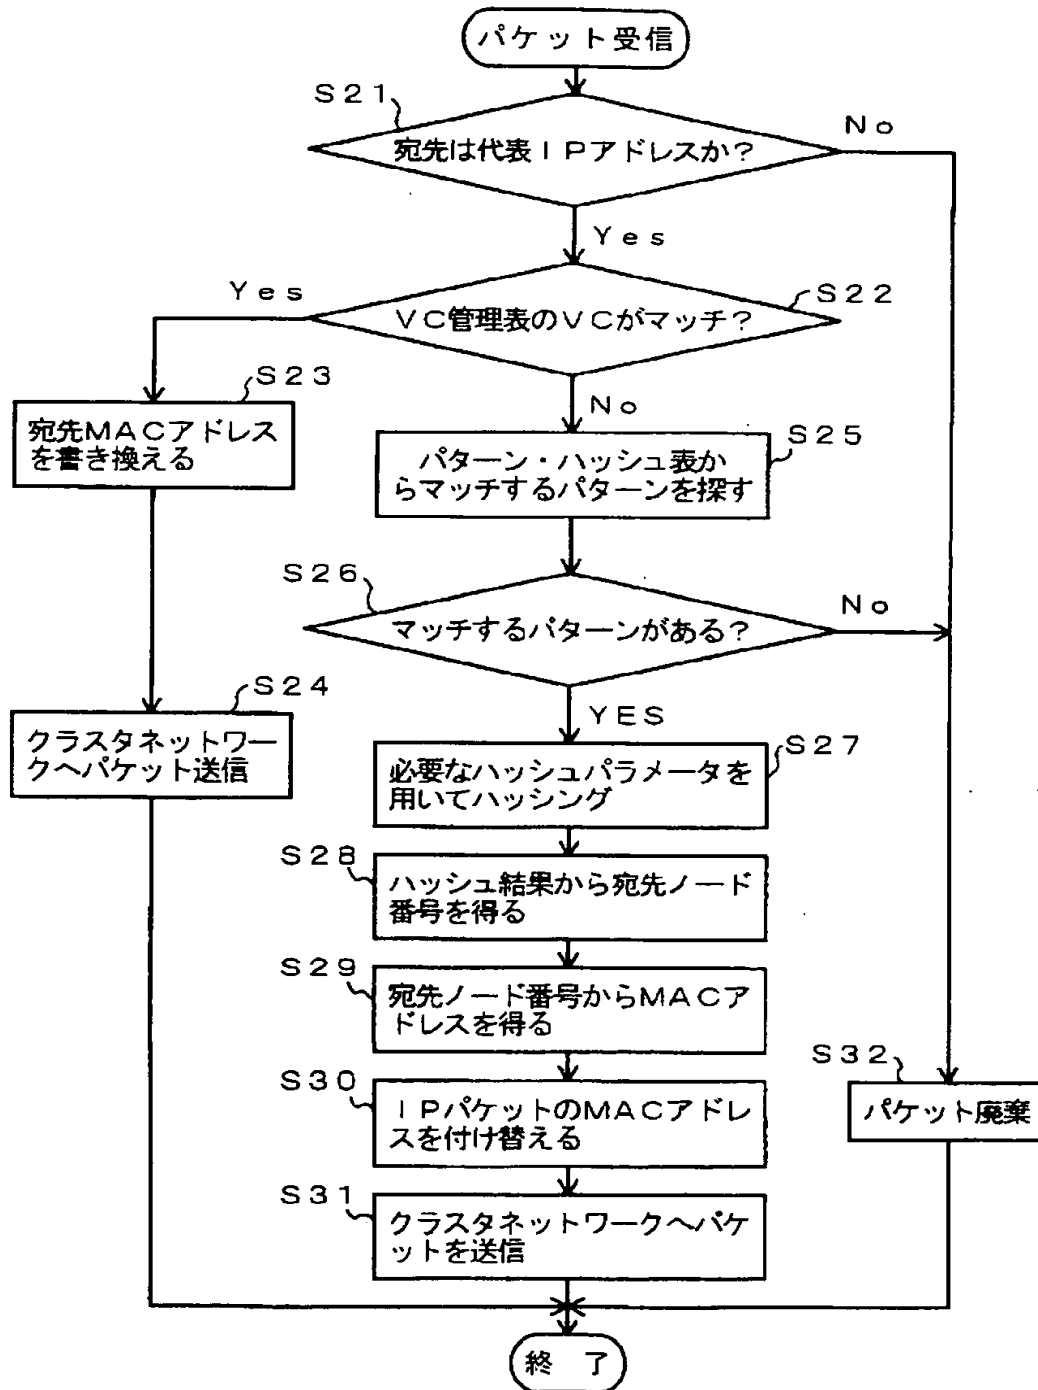 パケット受信
S21
宛先は代表IPアドレスか?
No
Yes
S22
VC管理表のVCがマッチ?
Yes
No
S23
宛先MACアドレス
を書き換える
S24
クラスタネットワー
クへパケット送信
S25
パターン・ハッシュ表か
らマッチするパターンを探す
S26
マッチするパターンがある?
No
YES
S27
必要なハッシュパラメータを
用いてハッシング
S28
ハッシュ結果から宛先ノード
番号を得る
S29
宛先ノード番号からMACア
ドレスを得る
S30
IPパケットのMACアドレ
スを付け替える
S31
クラスタネットワークへパケ
ットを送信
S32
パケット廃棄
終 了